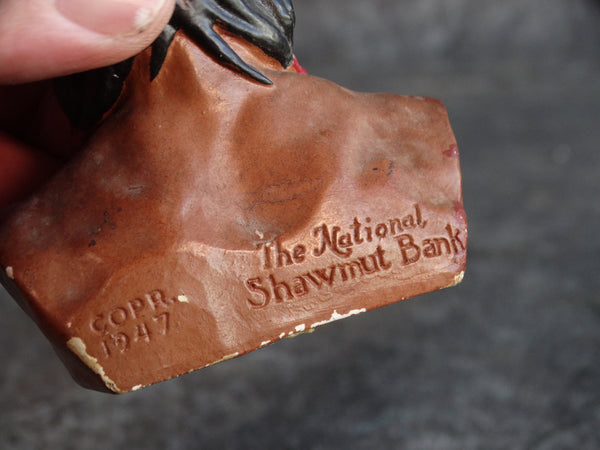 The National
Shawmut Bank
COPR.
1947